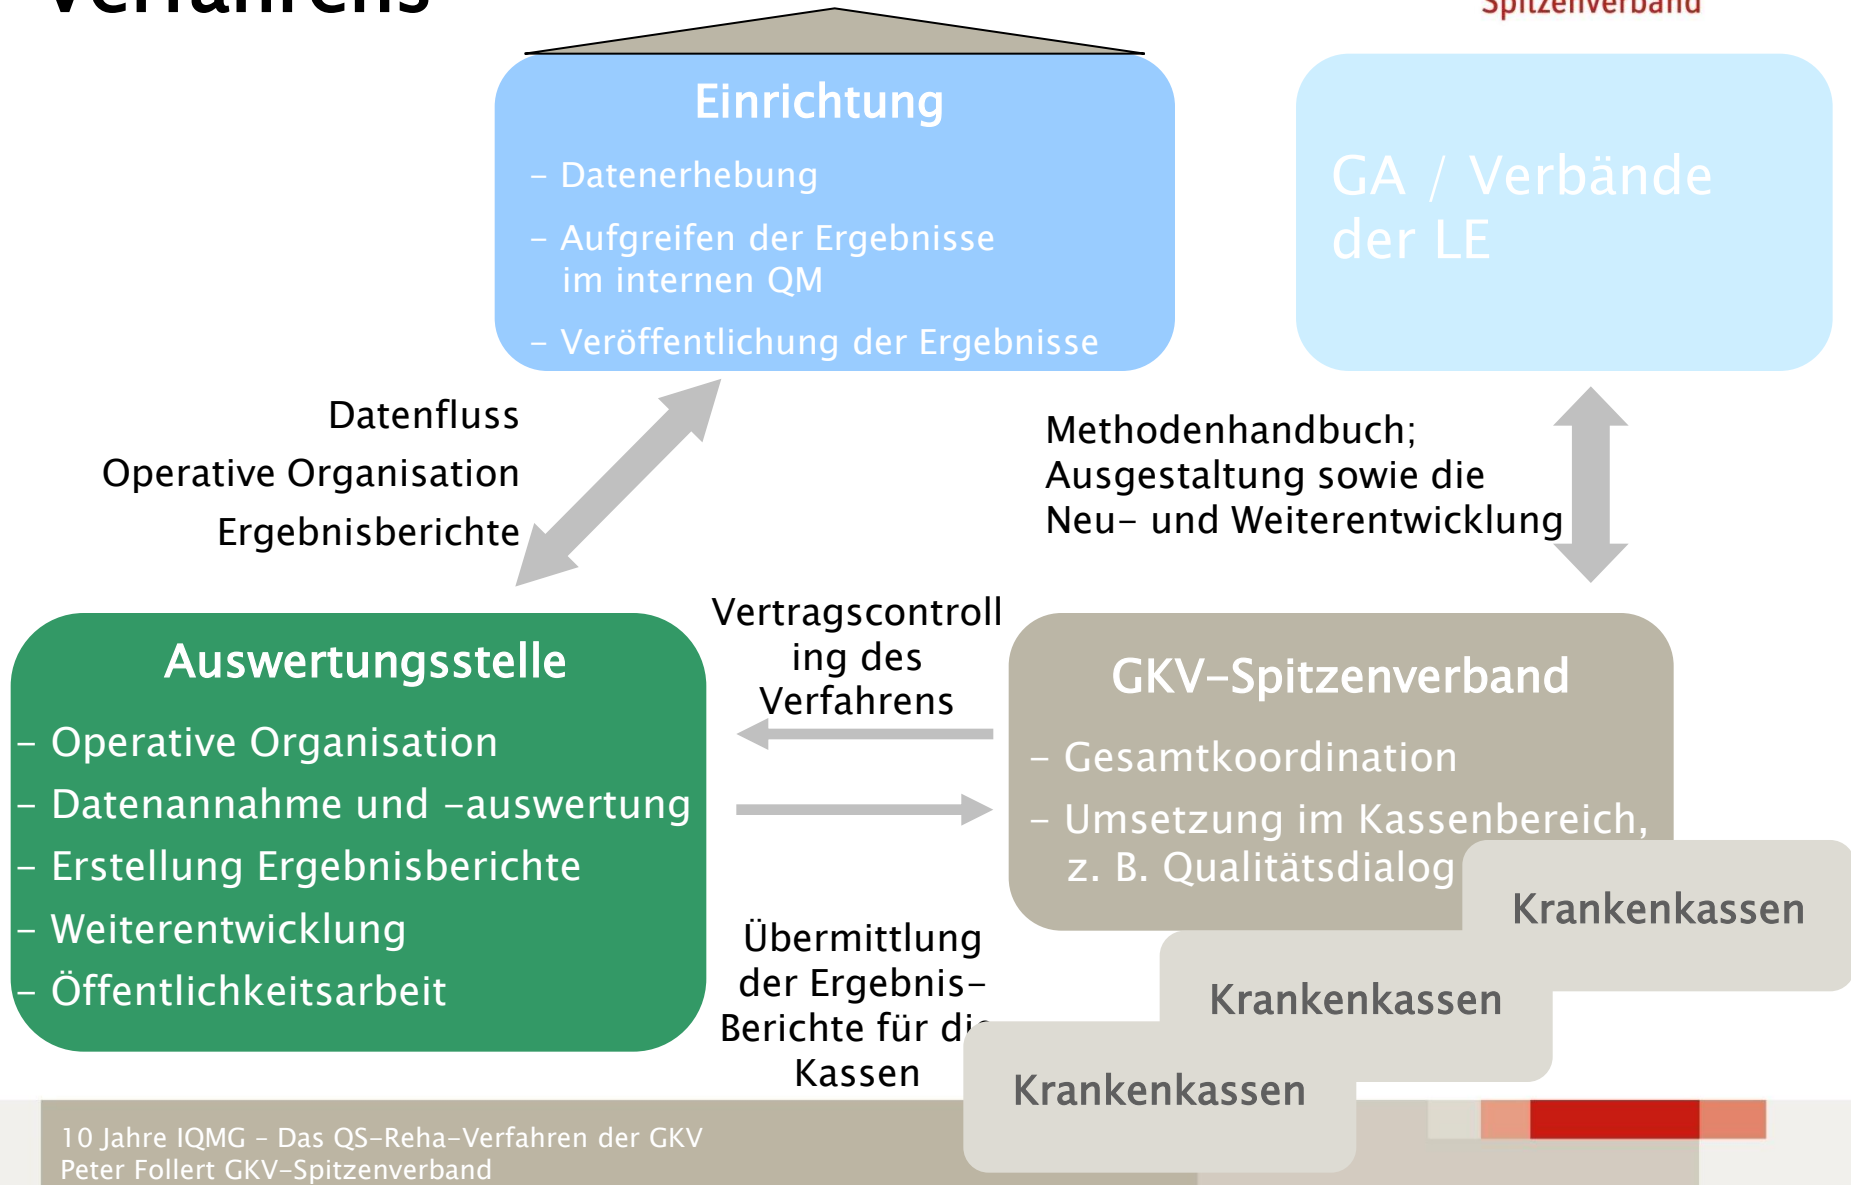 Verfahrens
Spitzenverband
Einrichtung
– Datenerhebung
– Aufgreifen der Ergebnisse
im internen QM
– Veröffentlichung der Ergebnisse
GA / Verbände
der LE
Datenfluss
Operative Organisation
Ergebnisberichte
Methodenhandbuch;
Ausgestaltung sowie die
Neu– und Weiterentwicklung
Auswertungsstelle
– Operative Organisation
– Datenannahme und –auswertung
– Erstellung Ergebnisberichte
– Weiterentwicklung
– Öffentlichkeitsarbeit
Vertragscontroll
ing des
Verfahrens
GKV–Spitzenverband
– Gesamtkoordination
– Umsetzung im Kassenbereich,
z. B. Qualitätsdialog
Übermittlung
der Ergebnis–
Berichte für die
Kassen
Krankenkassen
Krankenkassen
Krankenkassen
10 Jahre IQMG – Das QS–Reha–Verfahren der GKV
Peter Follert GKV–Spitzenverband